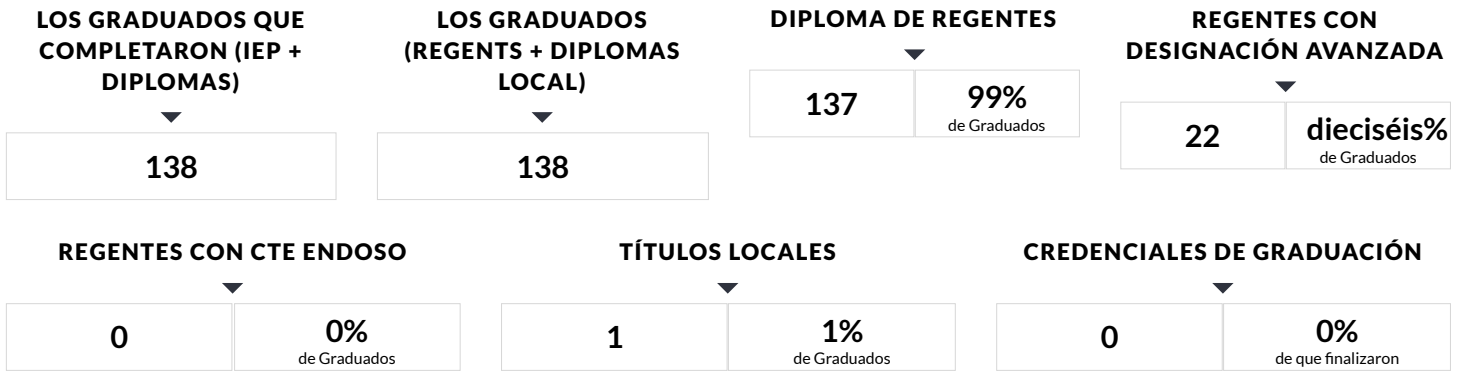 LOS GRADUADOS QUE
COMPLETARON (IEP +
DIPLOMAS)
138
LOS GRADUADOS
(REGENTS + DIPLOMAS
LOCAL)
138
DIPLOMA DE REGENTES
137
99%
de Graduados
REGENTES CON
DESIGNACIÓN AVANZADA
22
dieciséis%
de Graduados
REGENTES CON CTE ENDOSO
0
0%
de Graduados
TÍTULOS LOCALES
1
1%
de Graduados
CREDENCIALES DE GRADUACIÓN
0
0%
de que finalizaron